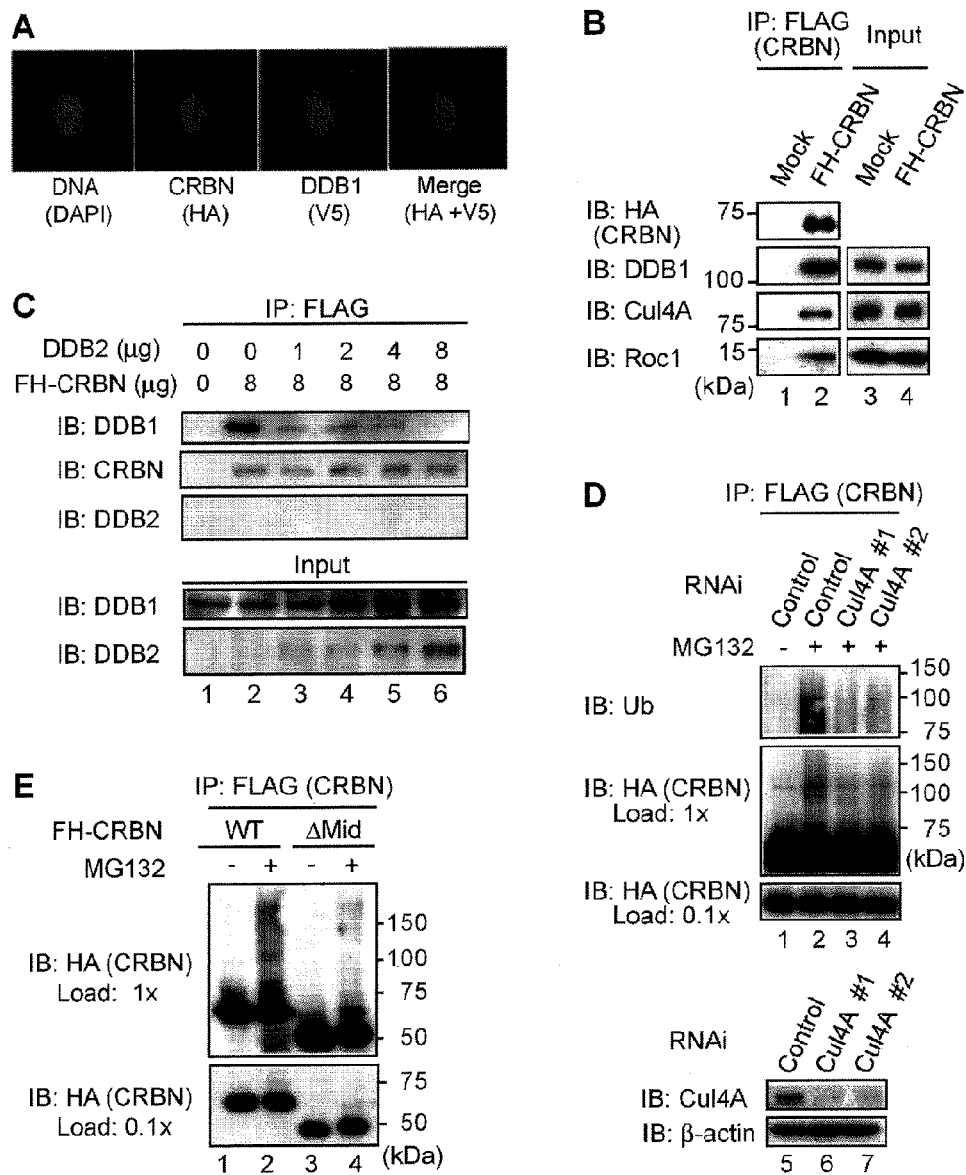 A
DNA
(DAPI)
CRBN
(HA)
DDB1
(V5)
Merge
(HA +V5)
B
IP: FLAG
(CRBN)
Input
Mock
FH-CRBN
Mock
FH-CRBN
IB: HA
(CRBN)
75
IB: DDB1
100
IB: Cul4A
75
IB: Roc1
15
(kDa)
1 2 3 4
C
IP: FLAG
DDB2 (μg) 0 0 1 2 4 8
FH-CRBN (μg) 0 8 8 8 8 8
IB: DDB1
IB: CRBN
IB: DDB2
Input
IB: DDB1
IB: DDB2
1 2 3 4 5 6
D
IP: FLAG (CRBN)
RNAi
Control
Control
Cul4A #1
Cul4A #2
MG132 - + + +
IB: Ub
150
100
75
IB: HA (CRBN)
Load: 1x
150
100
75
(kDa)
IB: HA (CRBN)
Load: 0.1x
1 2 3 4
RNAi
Control
Cul4A #1
Cul4A #2
IB: Cul4A
IB: β-actin
5 6 7
E
IP: FLAG (CRBN)
FH-CRBN WT ΔMid
MG132 - + - +
IB: HA (CRBN)
Load: 1x
150
100
75
50
IB: HA (CRBN)
Load: 0.1x
75
50
(kDa)
1 2 3 4